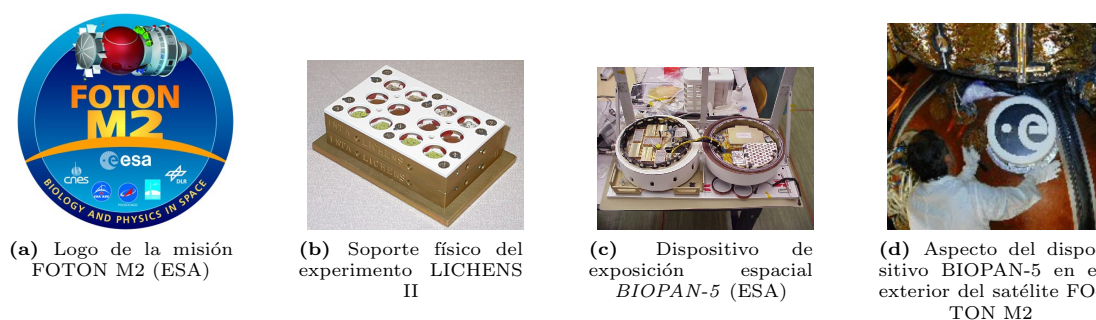 FOTON
M2
esa
cnes
DLR
BIOLOGY AND PHYSICS IN SPACE
INTA LICHENS
(a) Logo de la misión
FOTON M2 (ESA)
(b) Soporte físico del
experimento LICHENS
II
(c) Dispositivo de
exposición espacial
BIOPAN-5 (ESA)
e
(d) Aspecto del dispo
sitivo BIOPAN-5 en e
exterior del satélite FO
TON M2